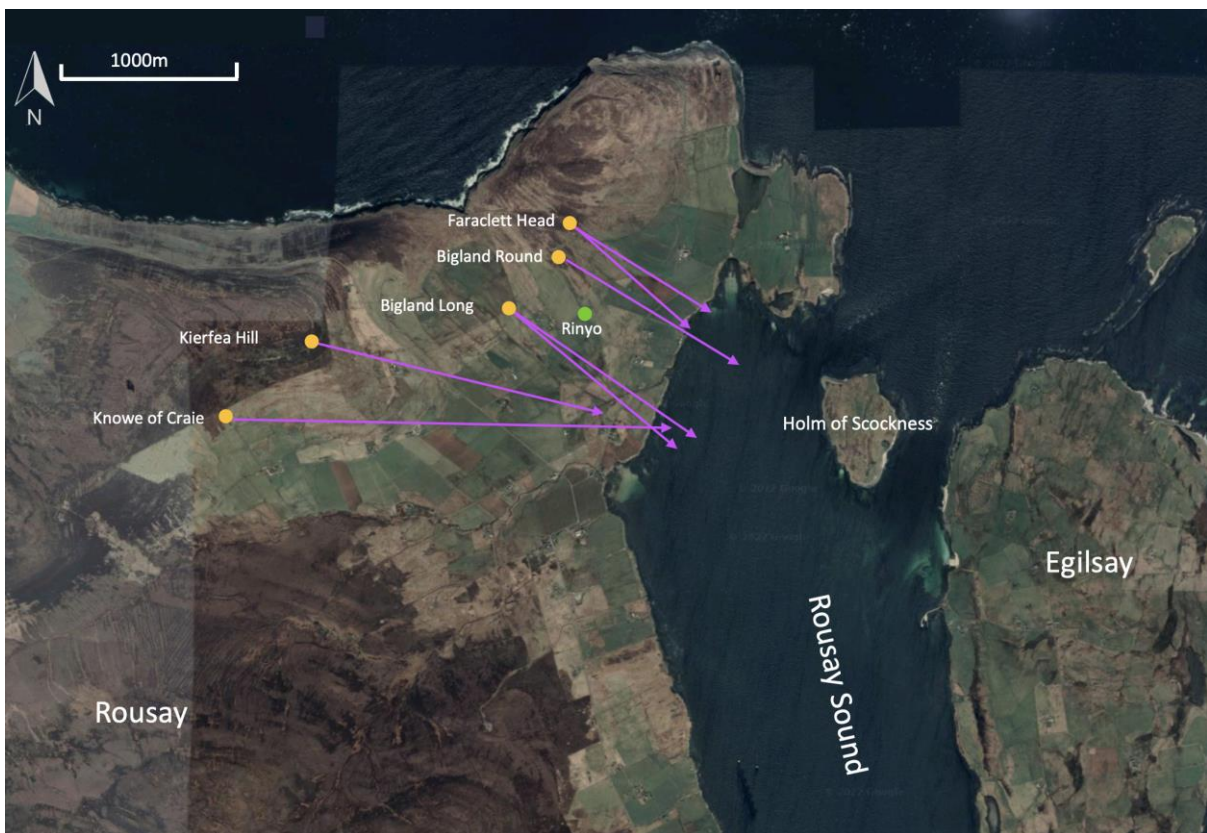 1000m
N
Faraclett Head
Bigland Round
Bigland Long
Rinyo
Kierfea Hill
Knowe of Craie
Holm of Scockness
Egilsay
Rousay Sound
Rousay